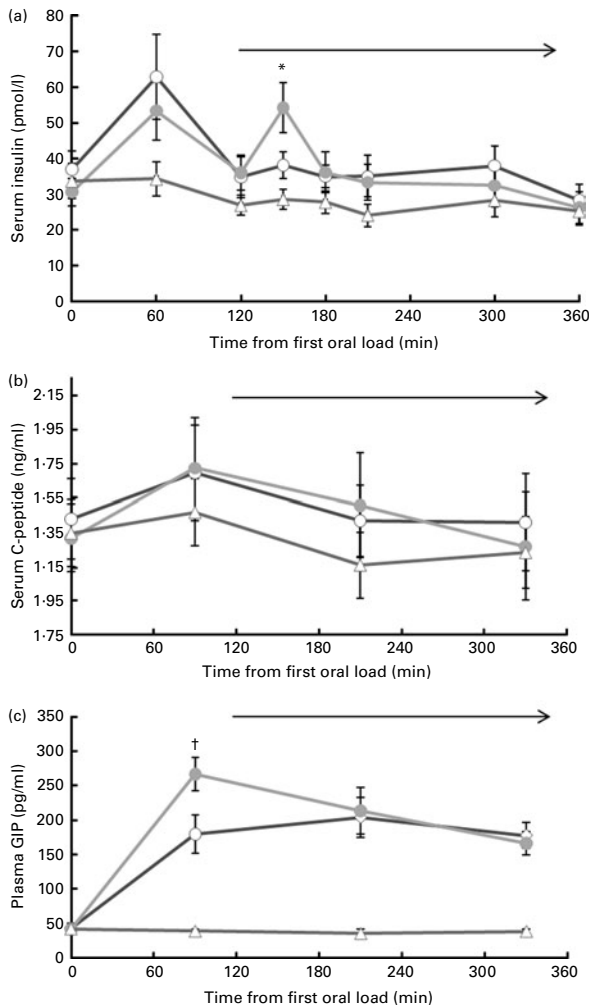 (a)
80
70
60
50
40
30
20
10
0
*
Serum insulin (pmol/l)
0 60 120 180 240 300 360
Time from first oral load (min)
(b)
2·15
1·75
1·55
1·35
1·15
1·75
Serum C-peptide (ng/ml)
0 60 120 180 240 300 360
Time from first oral load (min)
(c)
350
300
250
200
150
100
50
0
†
Plasma GIP (pg/ml)
0 60 120 180 240 300 360
Time from first oral load (min)